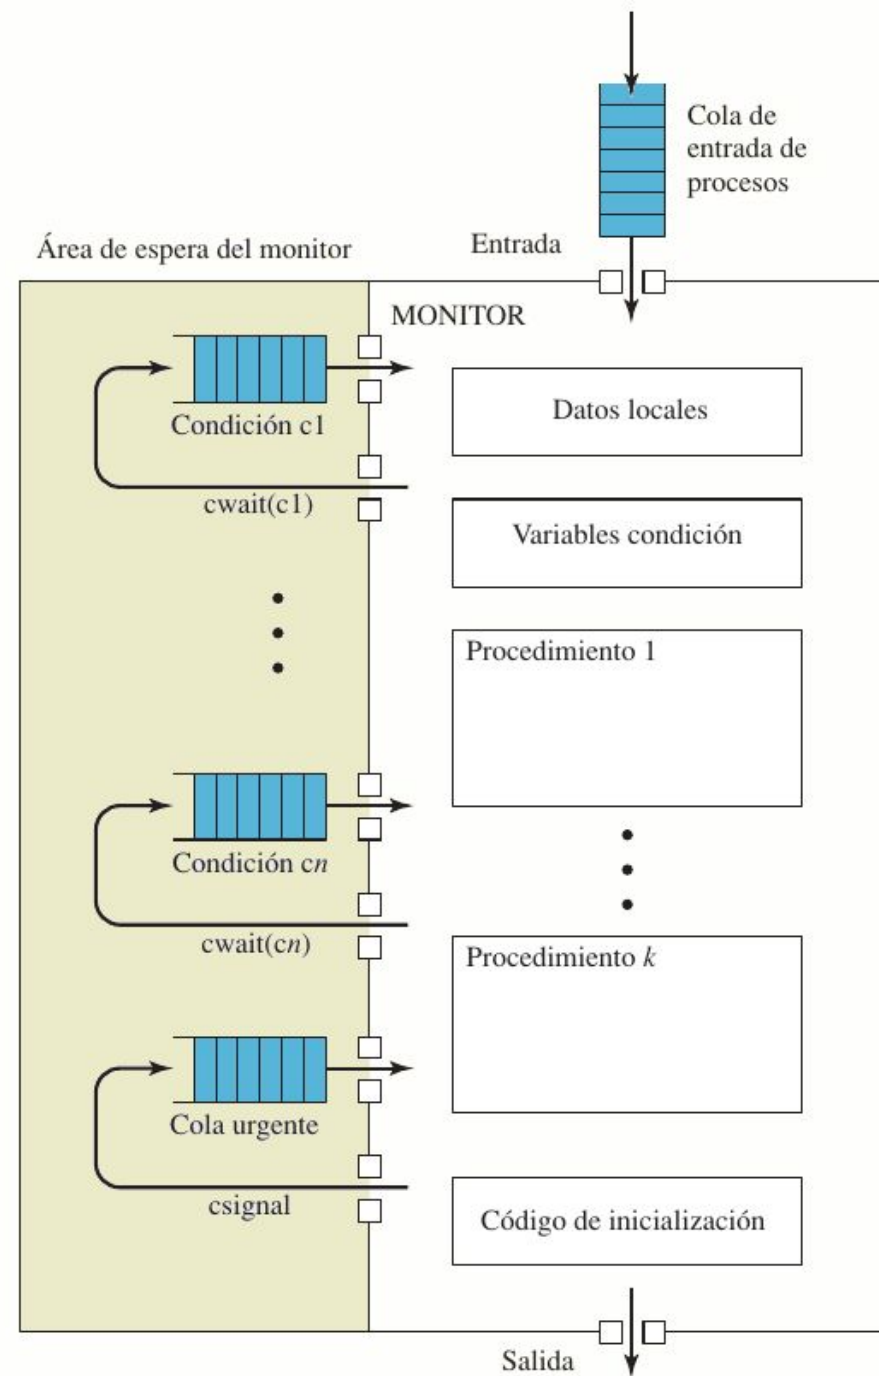 Cola de
entrada de
procesos
Entrada
Área de espera del monitor
MONITOR
Condición c1
cwait(c1)
Datos locales
Variables condición
Procedimiento 1
Condición cn
cwait(cn)
Procedimiento k
Cola urgente
csignal
Código de inicialización
Salida